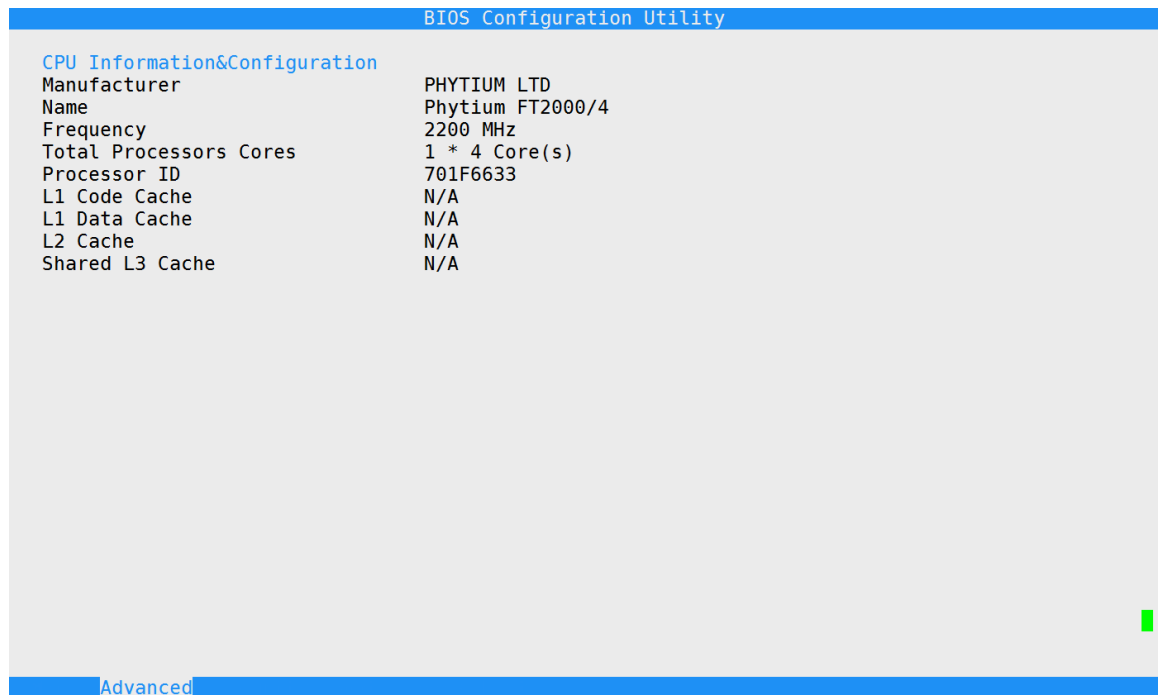 BIOS Configuration Utility
CPU Information&Configuration
Manufacturer PHYTIUM LTD
Name Phytium FT2000/4
Frequency 2200 MHz
Total Processors Cores 1 * 4 Core(s)
Processor ID 701F6633
L1 Code Cache N/A
L1 Data Cache N/A
L2 Cache N/A
Shared L3 Cache N/A
Advanced